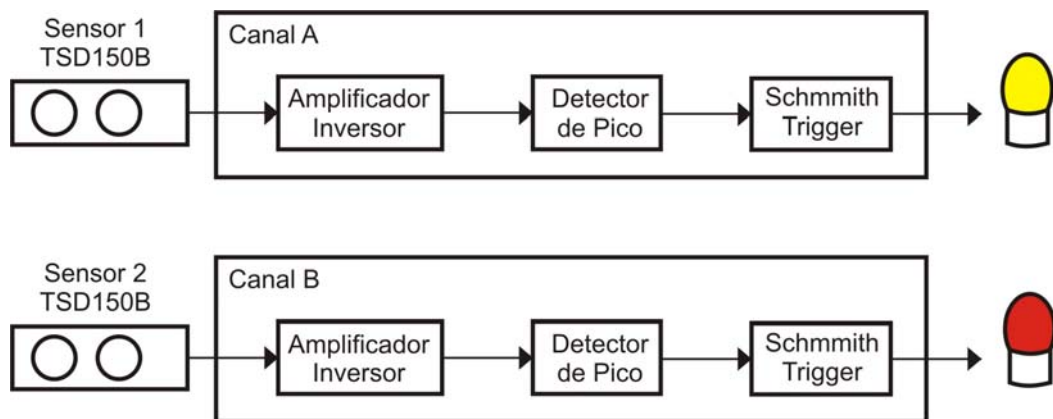 Sensor 1
TSD150B
Canal A
Amplificador
Inversor
Detector
de Pico
Schmmith
Trigger
Sensor 2
TSD150B
Canal B
Amplificador
Inversor
Detector
de Pico
Schmmith
Trigger